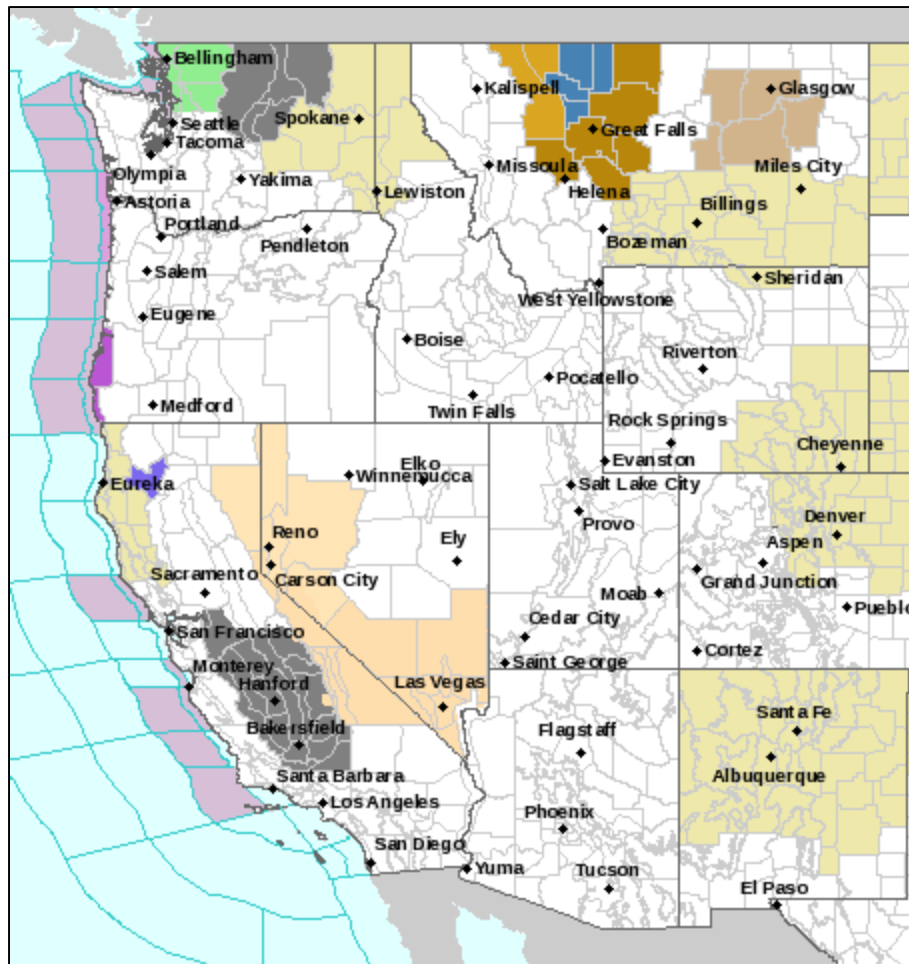 Bellingham
Kalispell
Glasgow
Seattle
Spokane
Great Falls
Tacoma
Olympia
Missoula
Miles City
Yakima
Lewiston
Helena
Astoria
Billings
Portland
Pendleton
Bozeman
Salem
Sheridan
West Yellowstone
Eugene
Boise
Riverton
Pocatello
Medford
Twin Falls
Rock Springs
Cheyenne
Elko
Evanston
Winnemucca
Eureka
Salt Lake City
Provo
Denver
Reno
Ely
Aspen
Sacramento
Carson City
Grand Junction
Moab
Pueblo
San Francisco
Cedar City
Cortez
Monterey
Saint George
Hanford
Las Vegas
Santa Fe
Bakersfield
Flagstaff
Albuquerque
Santa Barbara
Los Angeles
Phoenix
San Diego
Yuma
Tucson
El Paso